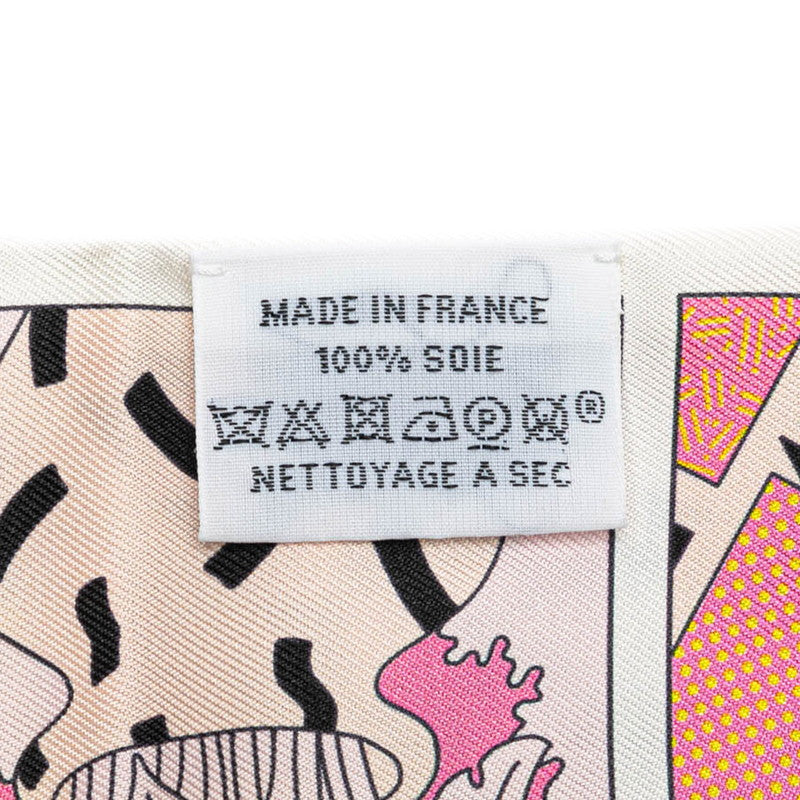 MADE IN FRANCE
100% SOIE
P ®
NETTOYAGE A SEC